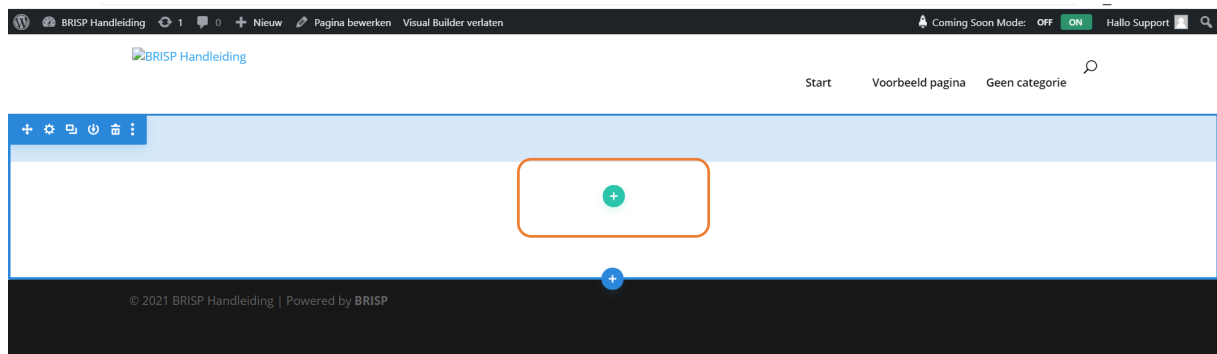 BRISP Handleiding 1 0 Nieuw Pagina bewerken Visual Builder verlaten Coming Soon Mode: OFF ON Hallo Support
BRISP Handleiding
Start Voorbeeld pagina Geen categorie
© 2021 BRISP Handleiding | Powered by BRISP